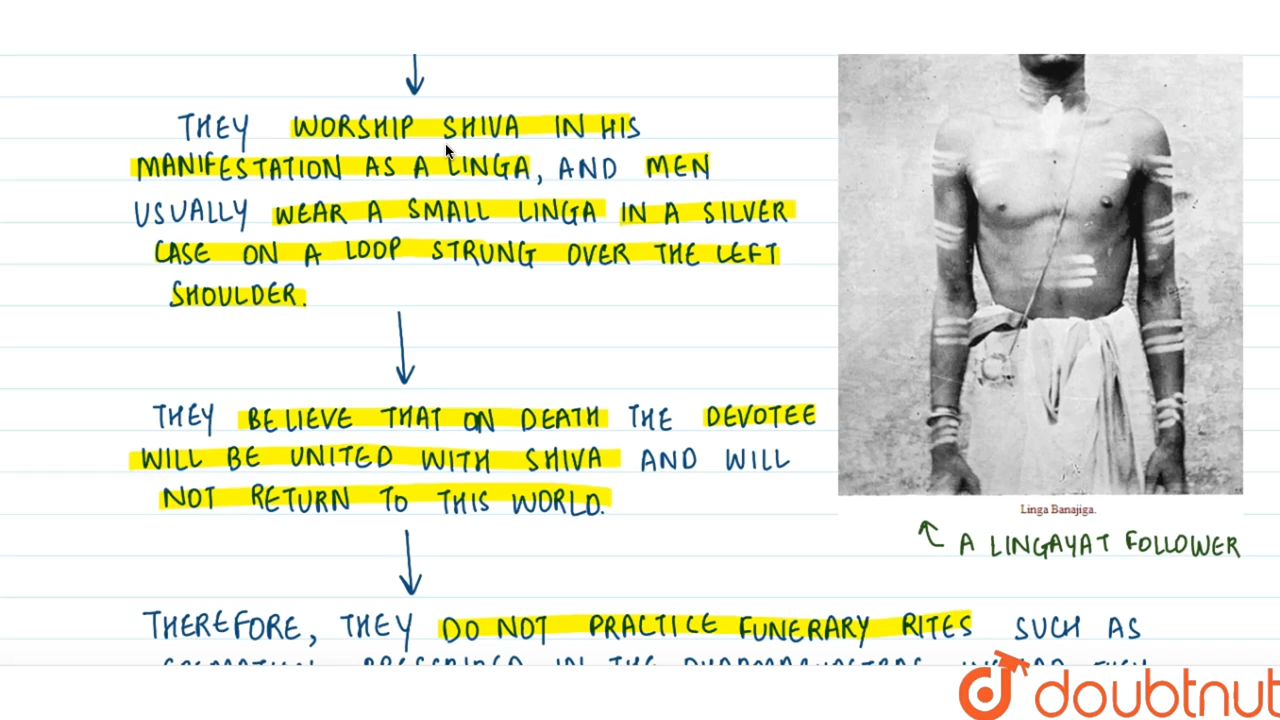 THEY WORSHIP SHIVA IN HIS
MANIFESTATION AS A LINGA, AND MEN
USUALLY WEAR A SMALL LINGA IN A SILVER
CASE ON A LOOP STRUNG OVER THE LEFT
SHOULDER.
THEY BELIEVE THAT ON DEATH THE DEVOTEE
WILL BE UNITED WITH SHIVA AND WILL
NOT RETURN TO THIS WORLD.
THEREFORE, THEY DO NOT PRACTICE FUNERARY RITES SUCH AS
Linga Banajiga.
A LINGAYAT FOLLOWER
doubtnut